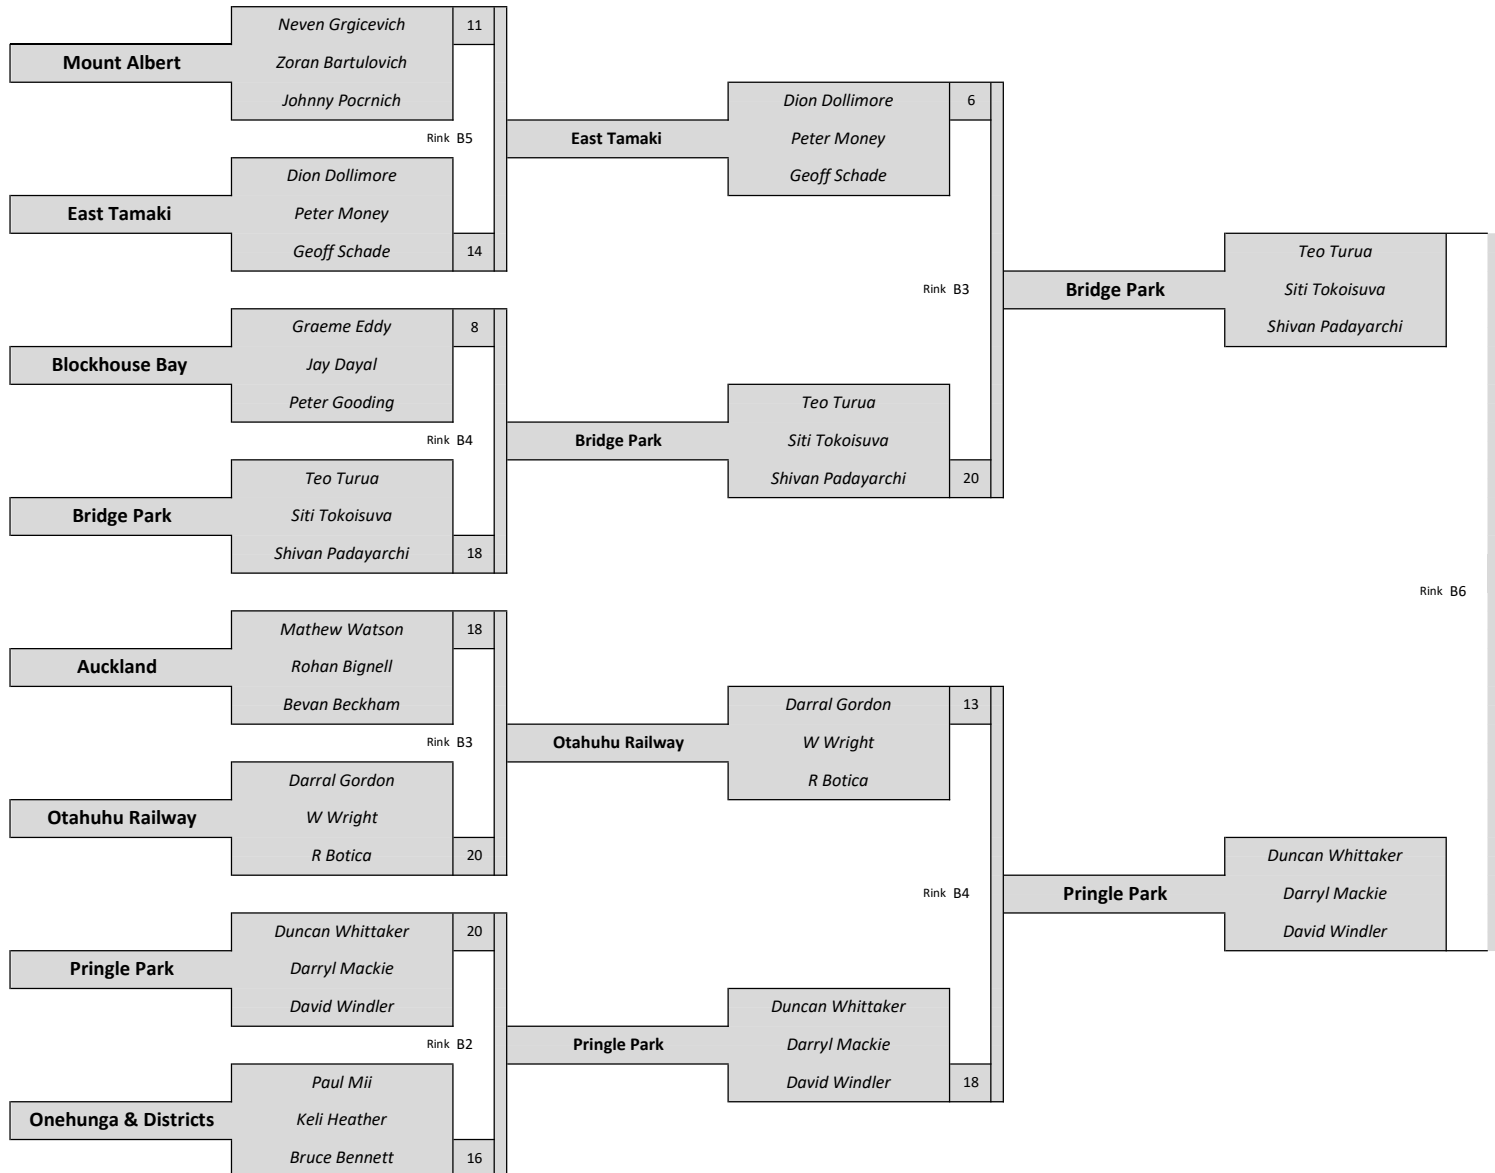 Neven Grgicevich 11
Mount Albert Zoran Bartulovich
Johnny Pocrnich Dion Dollimore 6
Rink B5 East Tamaki Peter Money
Dion Dollimore Geoff Schade
East Tamaki Peter Money
Geoff Schade 14 Teo Turua
Rink B3 Bridge Park Siti Tokoisuva
Graeme Eddy 8 Shivan Padayarchi
Blockhouse Bay Jay Dayal
Peter Gooding Teo Turua
Rink B4 Bridge Park Siti Tokoisuva
Teo Turua Shivan Padayarchi 20
Bridge Park Siti Tokoisuva
Shivan Padayarchi 18
Rink B6
Mathew Watson 18
Auckland Rohan Bignell
Bevan Beckham Darral Gordon 13
Rink B3 Otahuhu Railway W Wright
Darral Gordon R Botica
Otahuhu Railway W Wright
R Botica 20 Duncan Whittaker
Rink B4 Pringle Park Darryl Mackie
Duncan Whittaker 20 David Windler
Pringle Park Darryl Mackie
David Windler Duncan Whittaker
Rink B2 Pringle Park Darryl Mackie
Paul Mii David Windler 18
Onehunga & Districts Keli Heather
Bruce Bennett 16